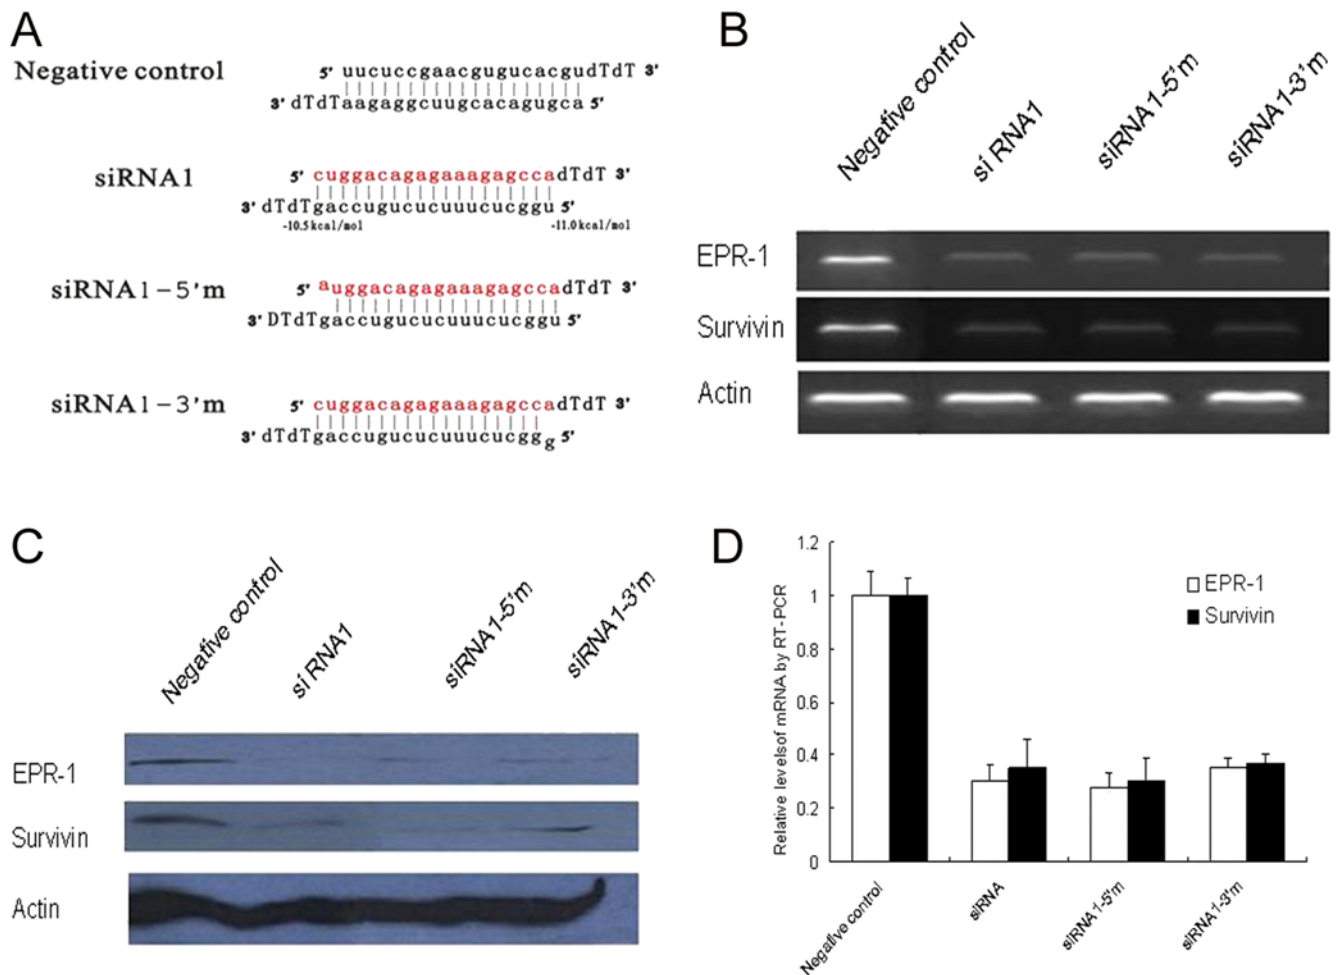 A
Negative control
5' uucuccgaacgugucacgudTdT 3'
3' dTdTaagaggcuugcacagugca 5'
siRNA1
5' cuggacagagaaagagccadTdT 3'
3' dTdTgaccugucucuuucucggu 5'
-10.5kcal/mol -11.0kcal/mol
siRNA1-5'm
5' auggacagagaaagagccadTdT 3'
3' DTdTgaccugucucuuucucggu 5'
siRNA1-3'm
5' cuggacagagaaagagccadTdT 3'
3' dTdTgaccugucucuuucucggg 5'
B
Negative control
si RNA1
siRNA1-5'm
siRNA1-3'm
EPR-1
Survivin
Actin
C
Negative control
si RNA1
siRNA1-5'm
siRNA1-3'm
EPR-1
Survivin
Actin
D
Relative levelsof mRNA by RT-PCR
1.2
1
0.8
0.6
0.4
0.2
0
EPR-1
Survivin
Negative control
siRNA
siRNA1-5'm
siRNA1-3'm